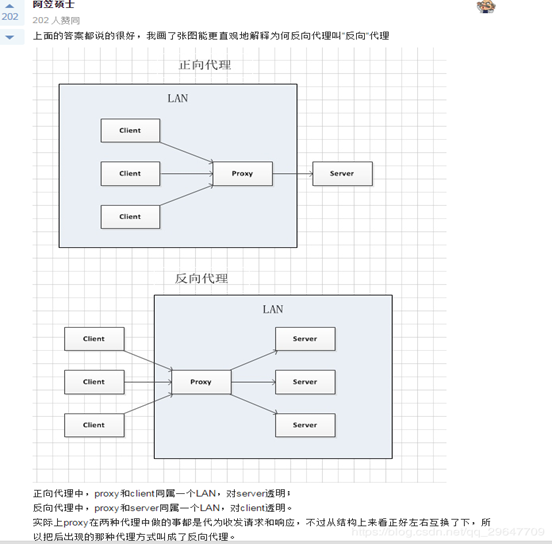 阿笠硕士
202
202 人赞同
上面的答案都说的很好，我画了张图能更直观地解释为何反向代理叫"反向"代理
正向代理
LAN
Client
Client
Proxy
Server
Client
反向代理
LAN
Client
Server
Client
Proxy
Server
Client
Server
正向代理中，proxy和client同属一个LAN，对server透明；
反向代理中，proxy和server同属一个LAN，对client透明。
实际上proxy在两种代理中做的事都是代为收发请求和响应，不过从结构上来看正好左右互换了下，所
以把后出现的那种代理方式叫成了反向代理。
https://blog.csdn.net/qq_29647709